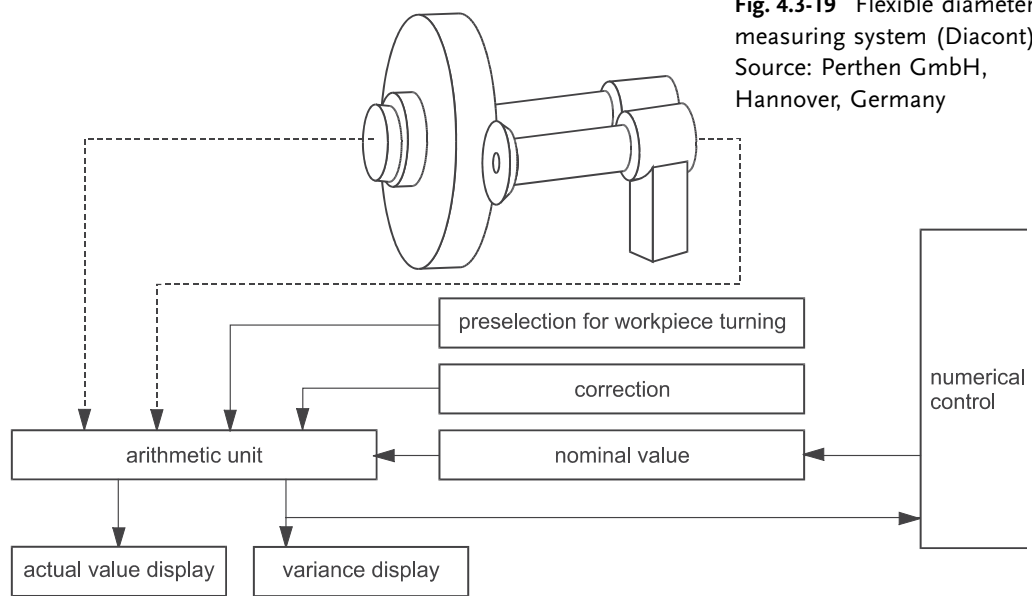 Fig. 4.3-19 Flexible diameter
measuring system (Diacont)
Source: Perthen GmbH,
Hannover, Germany
preselection for workpiece turning
correction
numerical
control
arithmetic unit
nominal value
actual value display
variance display